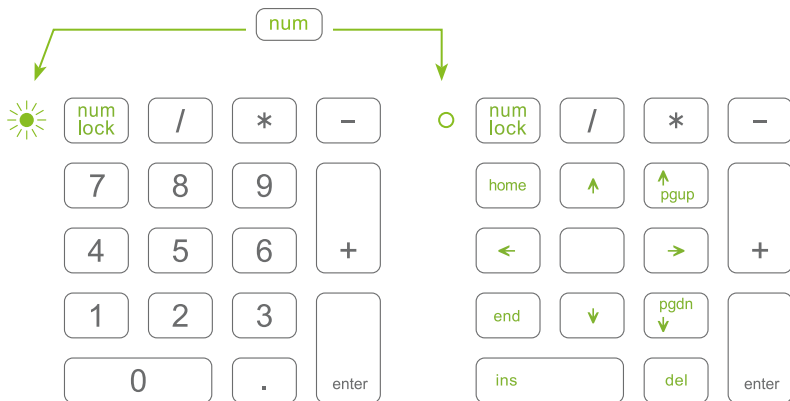 num
num
lock
/
*
−
7
8
9
4
5
6
+
1
2
3
0
.
enter
num
lock
/
*
−
home
↑
↑
pgup
←
→
+
end
↓
pgdn
↓
ins
del
enter